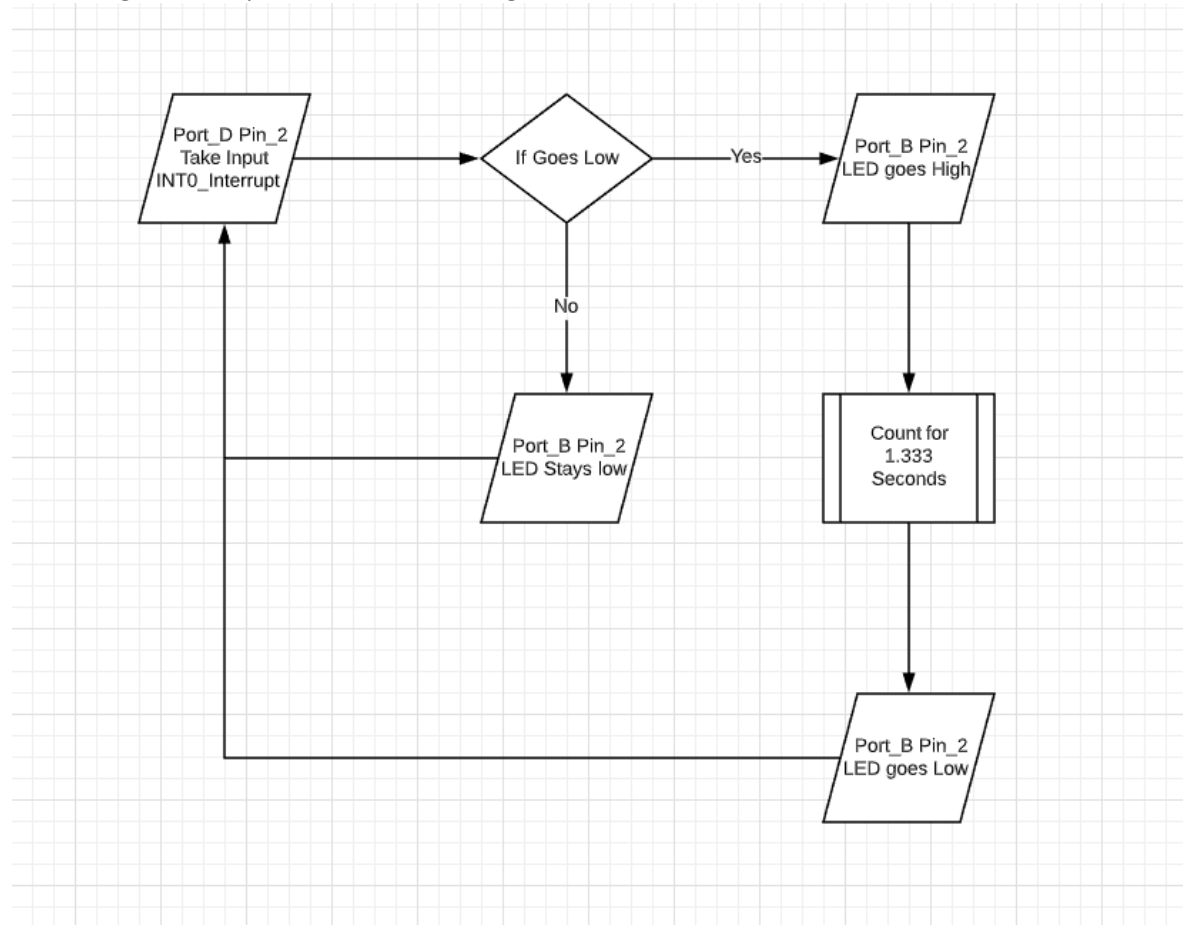 Port_D Pin_2
Take Input
INT0_Interrupt
If Goes Low
Yes
Port_B Pin_2
LED goes High
No
Port_B Pin_2
LED Stays low
Count for
1.333
Seconds
Port_B Pin_2
LED goes Low